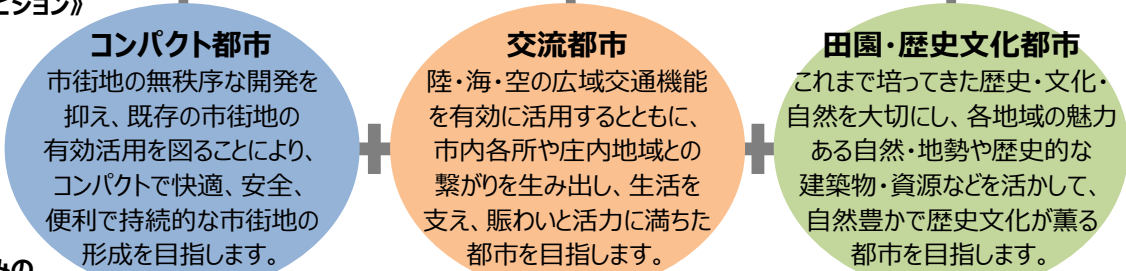 ビジョン》
コンパクト都市
市街地の無秩序な開発を
抑え、既存の市街地の
有効活用を図ることにより、
コンパクトで快適、安全、
便利で持続的な市街地の
形成を目指します。
交流都市
陸・海・空の広域交通機能
を有効に活用するとともに、
市内各所や庄内地域との
繋がりを生み出し、生活を
支え、賑わいと活力に満ちた
都市を目指します。
田園・歴史文化都市
これまで培ってきた歴史・文化・
自然を大切にし、各地域の魅力
ある自然・地勢や歴史的な
建築物・資源などを活かして、
自然豊かで歴史文化が薫る
都市を目指します。